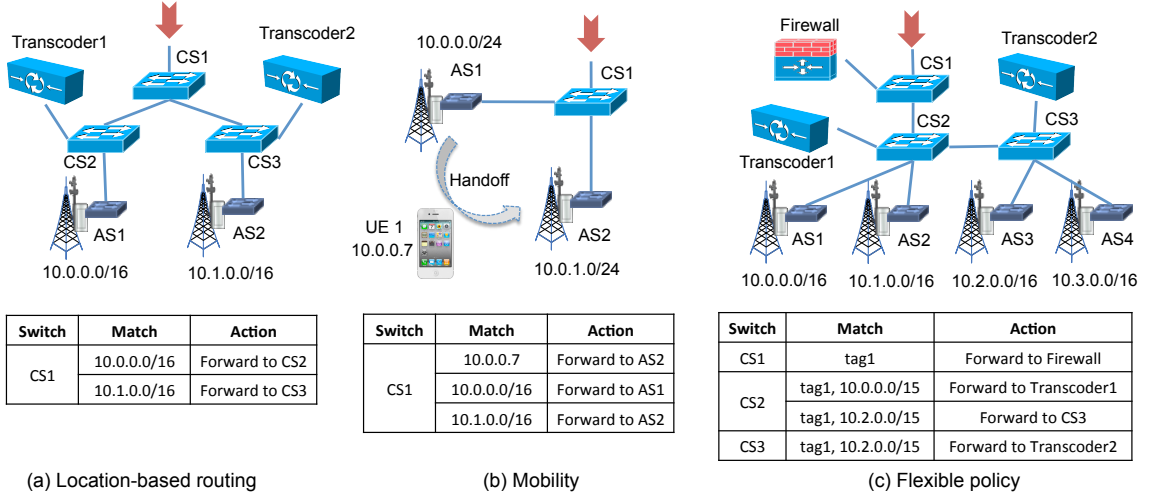 Transcoder1
Transcoder2
CS1
CS2
CS3
AS1
AS2
10.0.0.0/16
10.1.0.0/16
Switch Match Action
CS1 10.0.0.0/16 Forward to CS2
10.1.0.0/16 Forward to CS3
(a) Location-based routing
10.0.0.0/24
AS1
CS1
Handoff
UE 1
10.0.0.7
AS2
10.0.1.0/24
Switch Match Action
CS1 10.0.0.7 Forward to AS2
10.0.0.0/16 Forward to AS1
10.1.0.0/16 Forward to AS2
(b) Mobility
Firewall
Transcoder2
CS1
CS2
CS3
Transcoder1
AS1
AS2
AS3
AS4
10.0.0.0/16
10.1.0.0/16
10.2.0.0/16
10.3.0.0/16
Switch Match Action
CS1 tag1 Forward to Firewall
CS2 tag1, 10.0.0.0/15 Forward to Transcoder1
tag1, 10.2.0.0/15 Forward to CS3
CS3 tag1, 10.2.0.0/15 Forward to Transcoder2
(c) Flexible policy